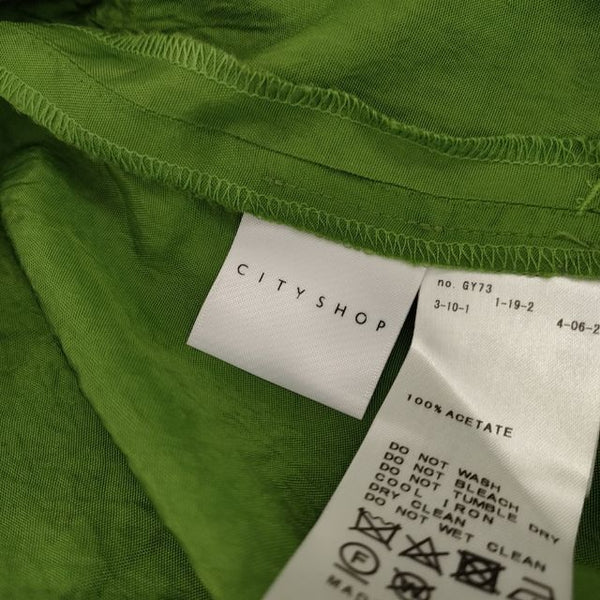 CITYSHOP
no. GY73
3-10-1 1-19-2 4-06-2
100% ACETATE
DO NOT WASH
DO NOT BLEACH
DO NOT TUMBLE DRY
COOL IRON
DRY CLEAN
DO NOT WET CLEAN
F
W
MAD